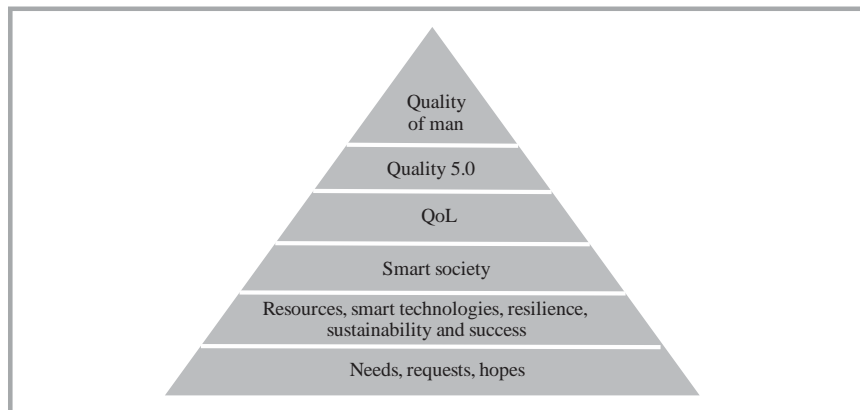 Quality
of man
Quality 5.0
QoL
Smart society
Resources, smart technologies, resilience,
sustainability and success
Needs, requests, hopes